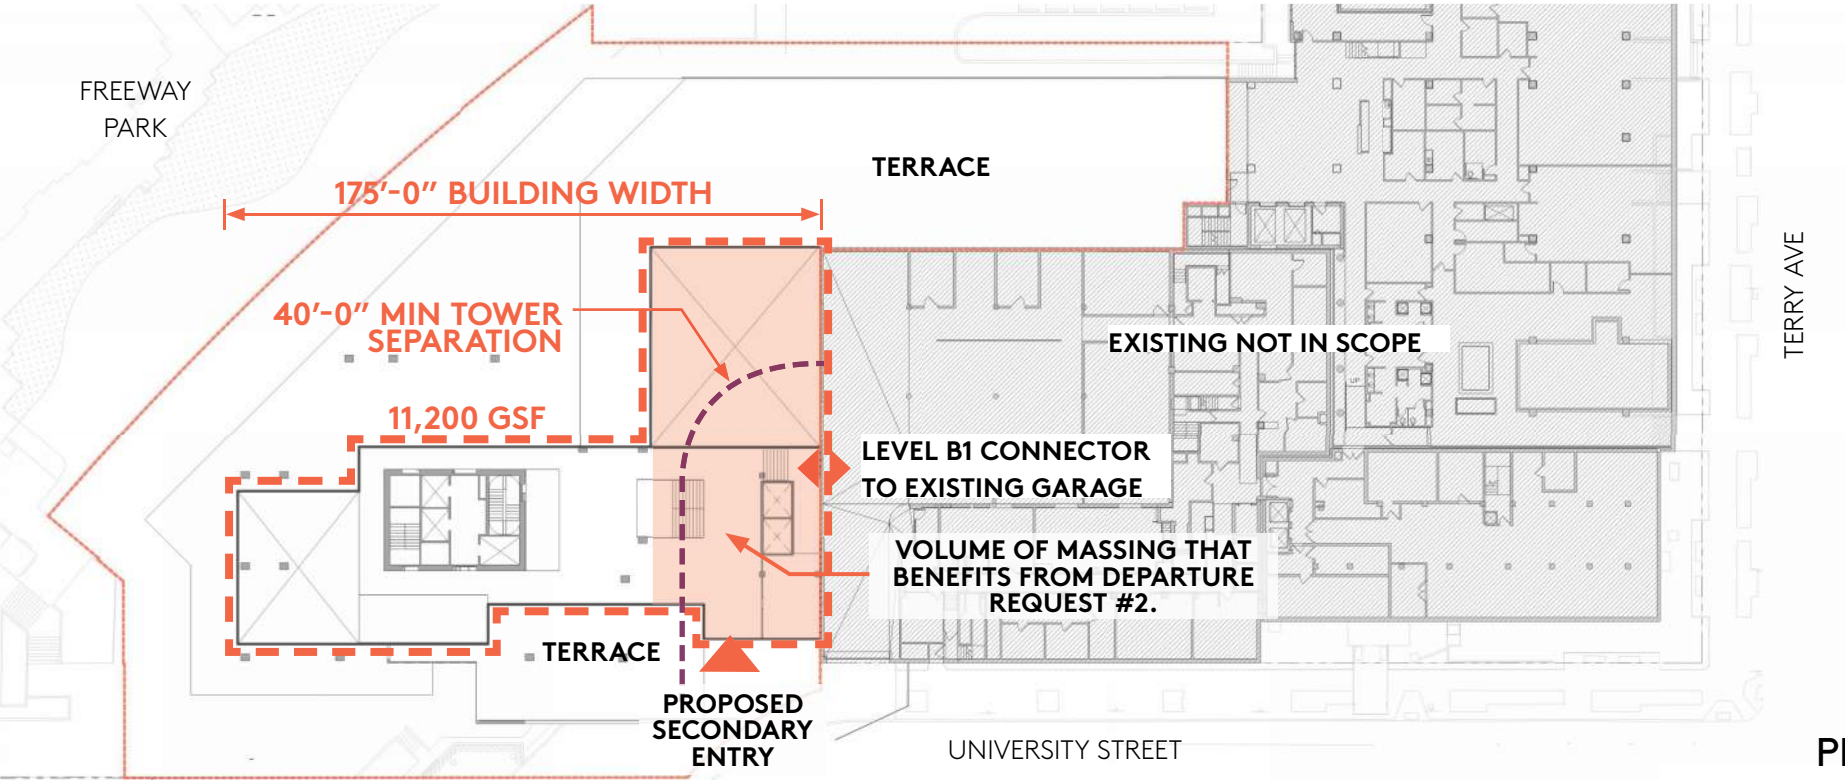 FREEWAY
PARK
TERRACE
175'-0" BUILDING WIDTH
TERRY AVE
40'-0" MIN TOWER
SEPARATION
EXISTING NOT IN SCOPE
UP
11,200 GSF
LEVEL B1 CONNECTOR
TO EXISTING GARAGE
VOLUME OF MASSING THAT
BENEFITS FROM DEPARTURE
REQUEST #2.
TERRACE
PROPOSED
SECONDARY
ENTRY
UNIVERSITY STREET